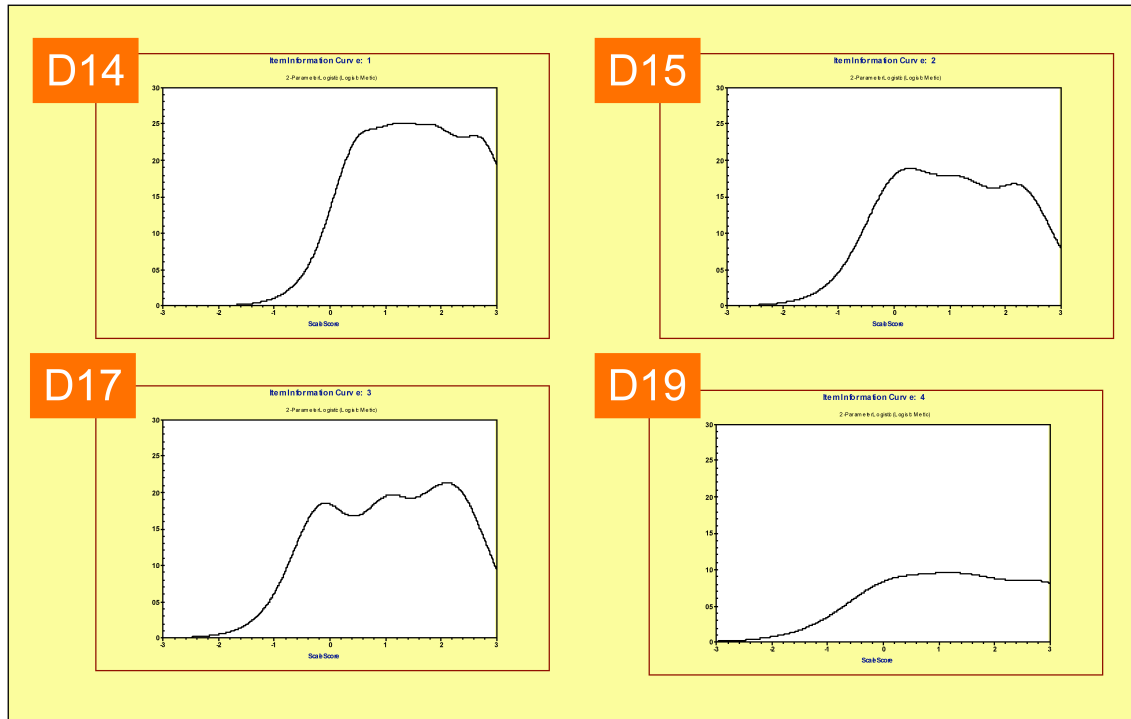 D14
Item Information Curve: 1
2-Parameter Logistic (Logistic Metric)
30
25
20
15
10
05
0
-3 -2 -1 0 1 2 3
Scale Score
D15
Item Information Curve: 2
2-Parameter Logistic (Logistic Metric)
30
25
20
15
10
05
0
-3 -2 -1 0 1 2 3
Scale Score
D17
Item Information Curve: 3
2-Parameter Logistic (Logistic Metric)
30
25
20
15
10
05
0
-3 -2 -1 0 1 2 3
Scale Score
D19
Item Information Curve: 4
2-Parameter Logistic (Logistic Metric)
30
25
20
15
10
05
0
-3 -2 -1 0 1 2 3
Scale Score